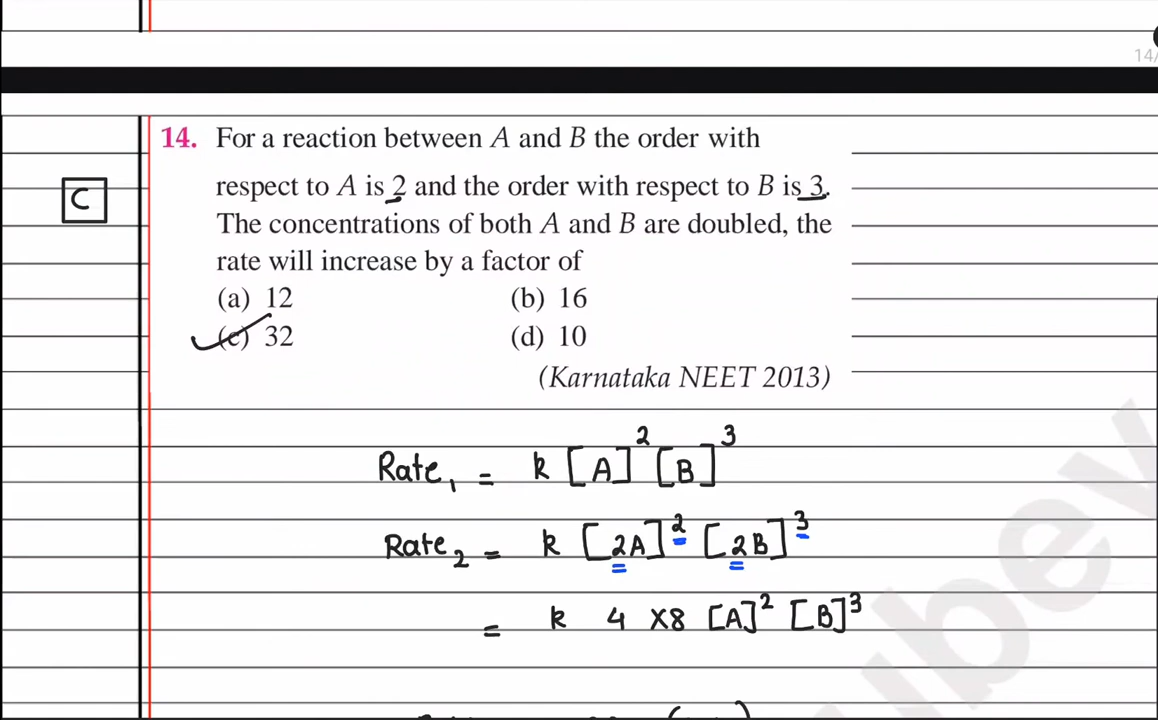 14/
14. For a reaction between A and B the order with
respect to A is 2 and the order with respect to B is 3.
The concentrations of both A and B are doubled, the
rate will increase by a factor of
(a) 12 (b) 16
(c) 32 (d) 10
(Karnataka NEET 2013)
C
Rate₁ = k [A]² [B]³
Rate₂ = k [2A]² [2B]³
= k 4 x8 [A]² [B]³